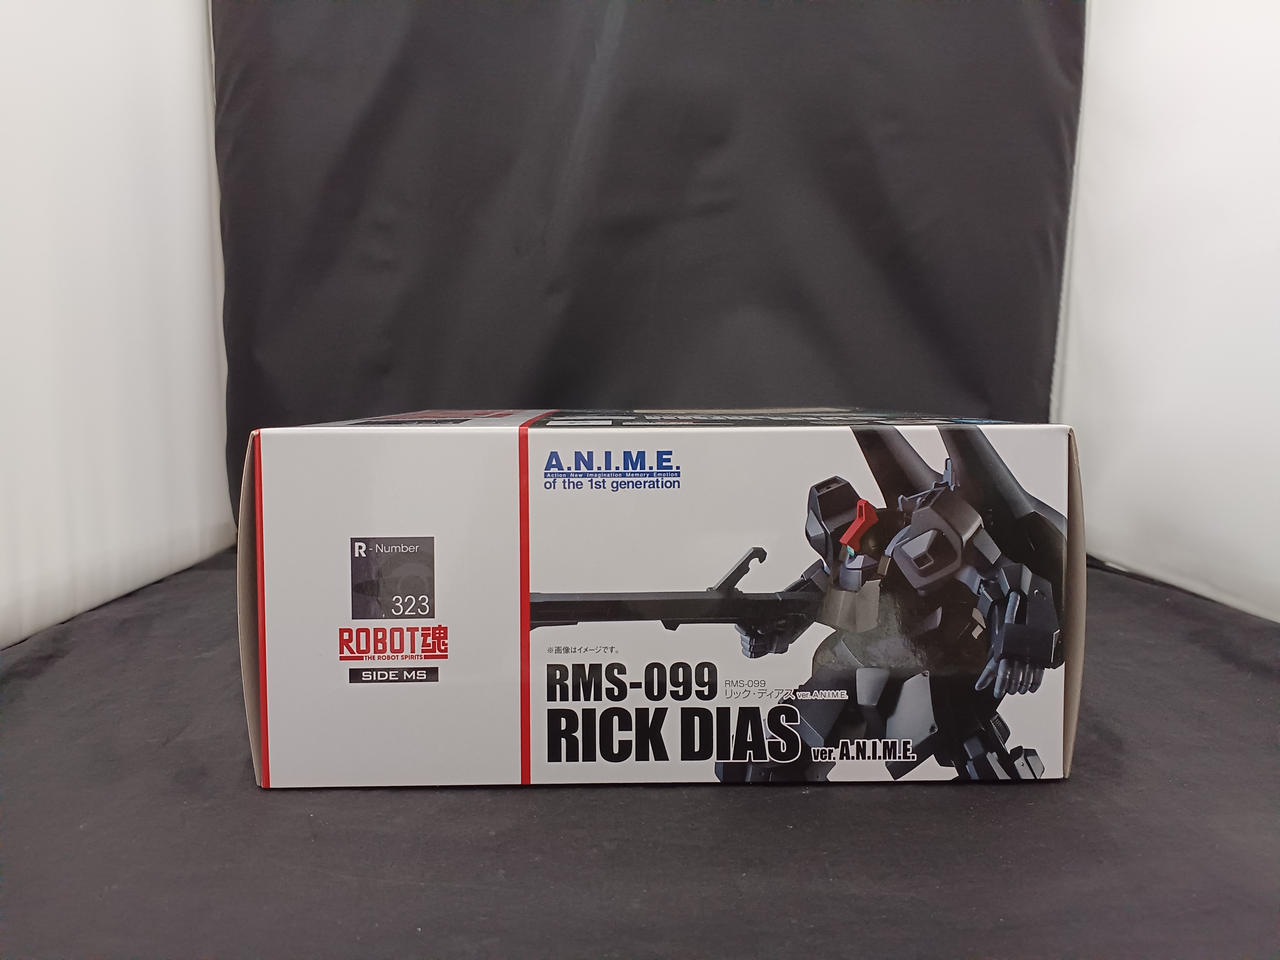 A.N.I.M.E.
Action New Imagination Memory Emotion
of the 1st generation
R - Number
323
ROBOT魂
THE ROBOT SPIRITS
SIDE MS
※画像はイメージです。
RMS-099
RMS-099
リック・ディアス ver. A.N.I.M.E.
RICK DIAS ver. A.N.I.M.E.